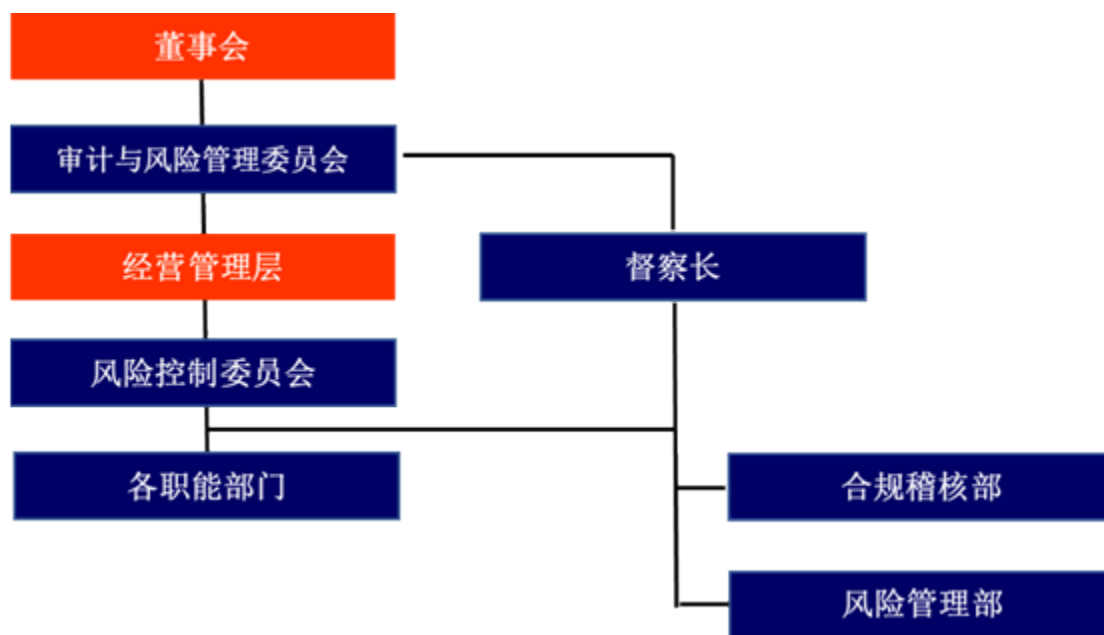 董事会
审计与风险管理委员会
经营管理层
督察长
风险控制委员会
各职能部门
合规稽核部
风险管理部